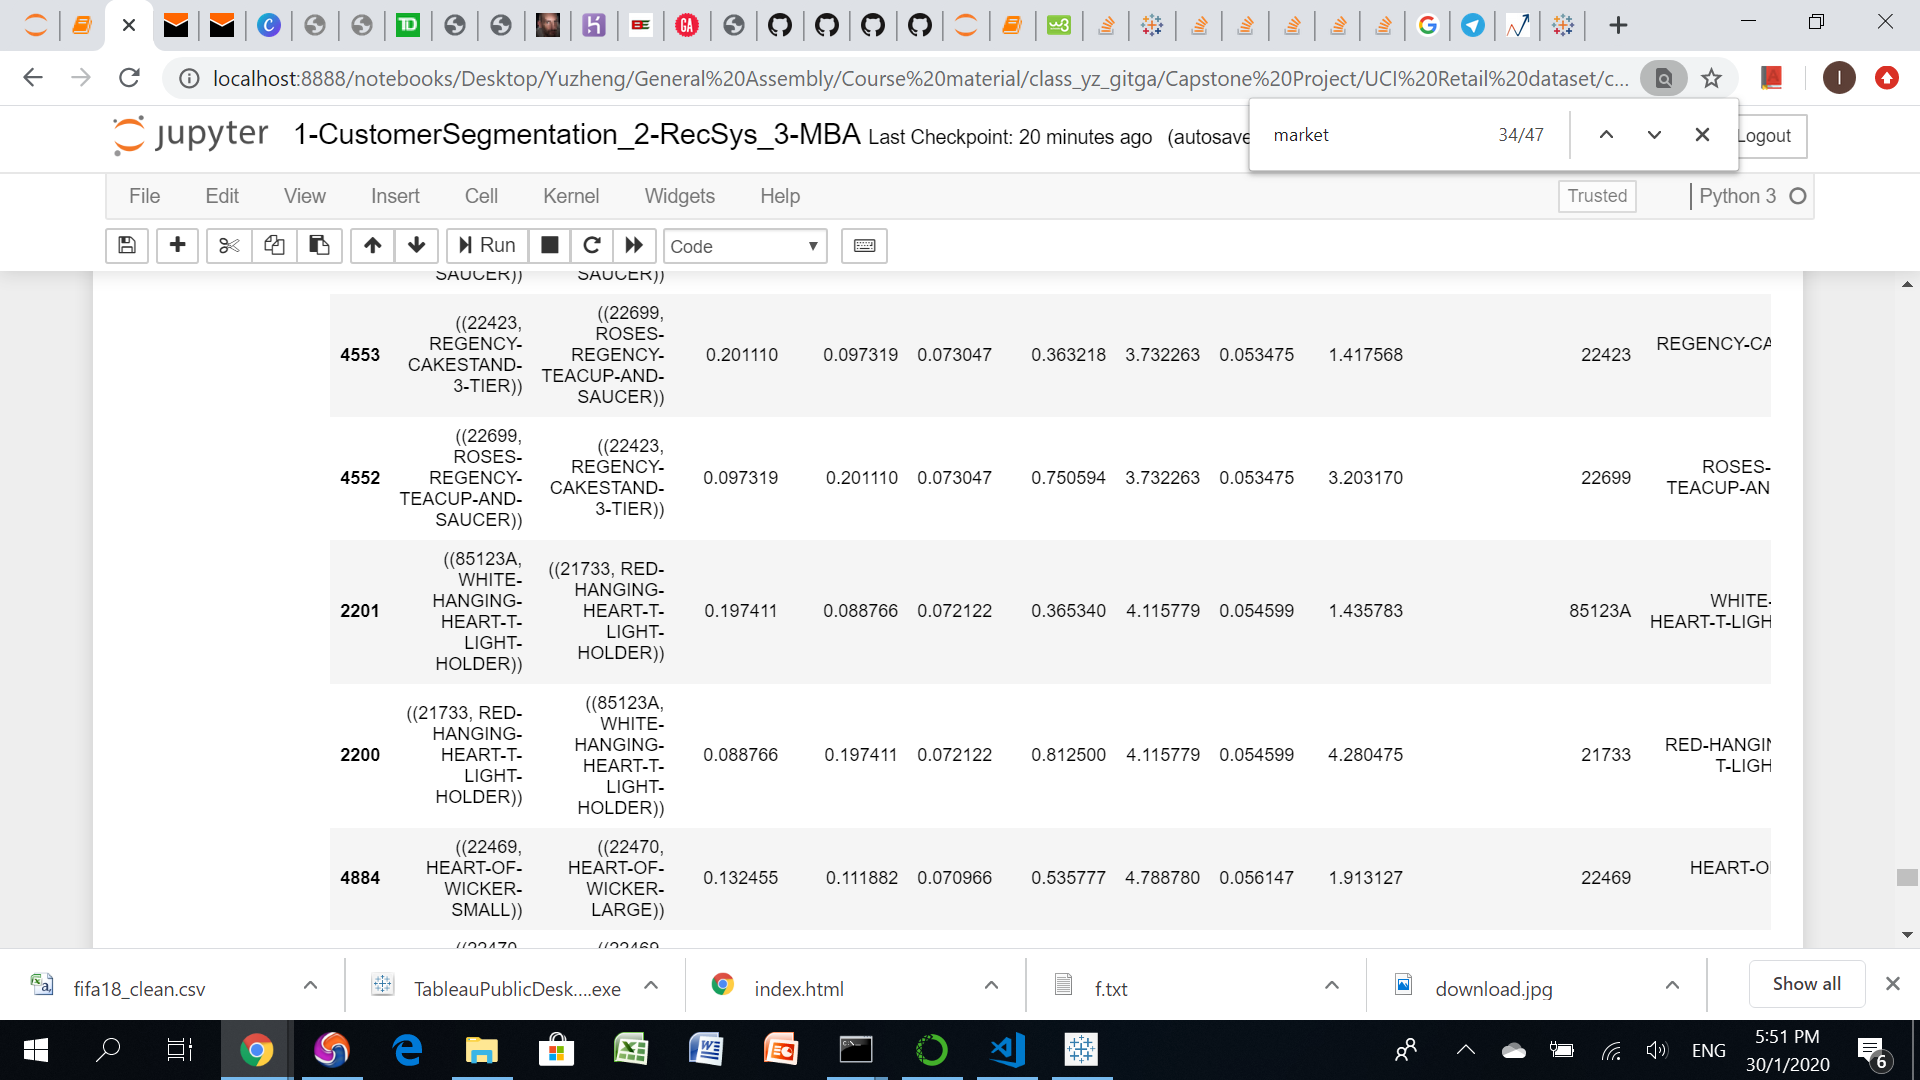 localhost:8888/notebooks/Desktop/Yuzheng/General%20Assembly/Course%20material/class_yz_gitga/Capstone%20Project/UCI%20Retail%20dataset/c...
market 34/47
jupyter 1-CustomerSegmentation_2-RecSys_3-MBA Last Checkpoint: 20 minutes ago (autosave
Logout
File Edit View Insert Cell Kernel Widgets Help Trusted Python 3
Run Code
SAUCER)) SAUCER))
4553 ((22423, REGENCY-CAKESTAND-3-TIER)) ((22699, ROSES-REGENCY-TEACUP-AND-SAUCER)) 0.201110 0.097319 0.073047 0.363218 3.732263 0.053475 1.417568 22423 REGENCY-CA
4552 ((22699, ROSES-REGENCY-TEACUP-AND-SAUCER)) ((22423, REGENCY-CAKESTAND-3-TIER)) 0.097319 0.201110 0.073047 0.750594 3.732263 0.053475 3.203170 22699 ROSES- TEACUP-AN
2201 ((85123A, WHITE-HANGING-HEART-T-LIGHT-HOLDER)) ((21733, RED-HANGING-HEART-T-LIGHT-HOLDER)) 0.197411 0.088766 0.072122 0.365340 4.115779 0.054599 1.435783 85123A WHITE- HEART-T-LIGH
2200 ((21733, RED-HANGING-HEART-T-LIGHT-HOLDER)) ((85123A, WHITE-HANGING-HEART-T-LIGHT-HOLDER)) 0.088766 0.197411 0.072122 0.812500 4.115779 0.054599 4.280475 21733 RED-HANGIN T-LIGH
4884 ((22469, HEART-OF-WICKER-SMALL)) ((22470, HEART-OF-WICKER-LARGE)) 0.132455 0.111882 0.070966 0.535777 4.788780 0.056147 1.913127 22469 HEART-O
((22470, ((22469,
fifa18_clean.csv TableauPublicDesk....exe index.html f.txt download.jpg Show all
ENG 5:51 PM
30/1/2020 6